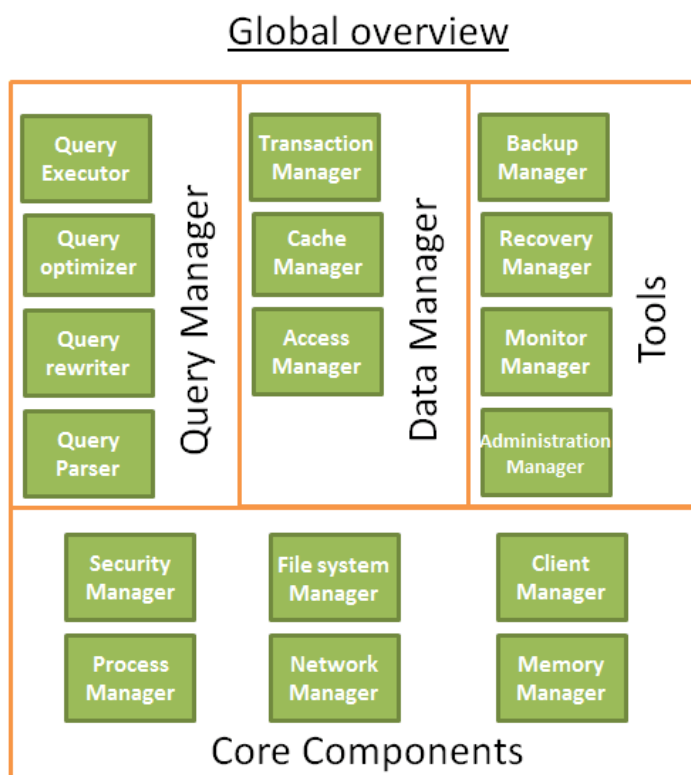 Global overview
Query
Executor
Query
optimizer
Query
rewriter
Query
Parser
Query Manager
Transaction
Manager
Cache
Manager
Access
Manager
Data Manager
Backup
Manager
Recovery
Manager
Monitor
Manager
Administration
Manager
Tools
Security
Manager
File system
Manager
Client
Manager
Process
Manager
Network
Manager
Memory
Manager
Core Components